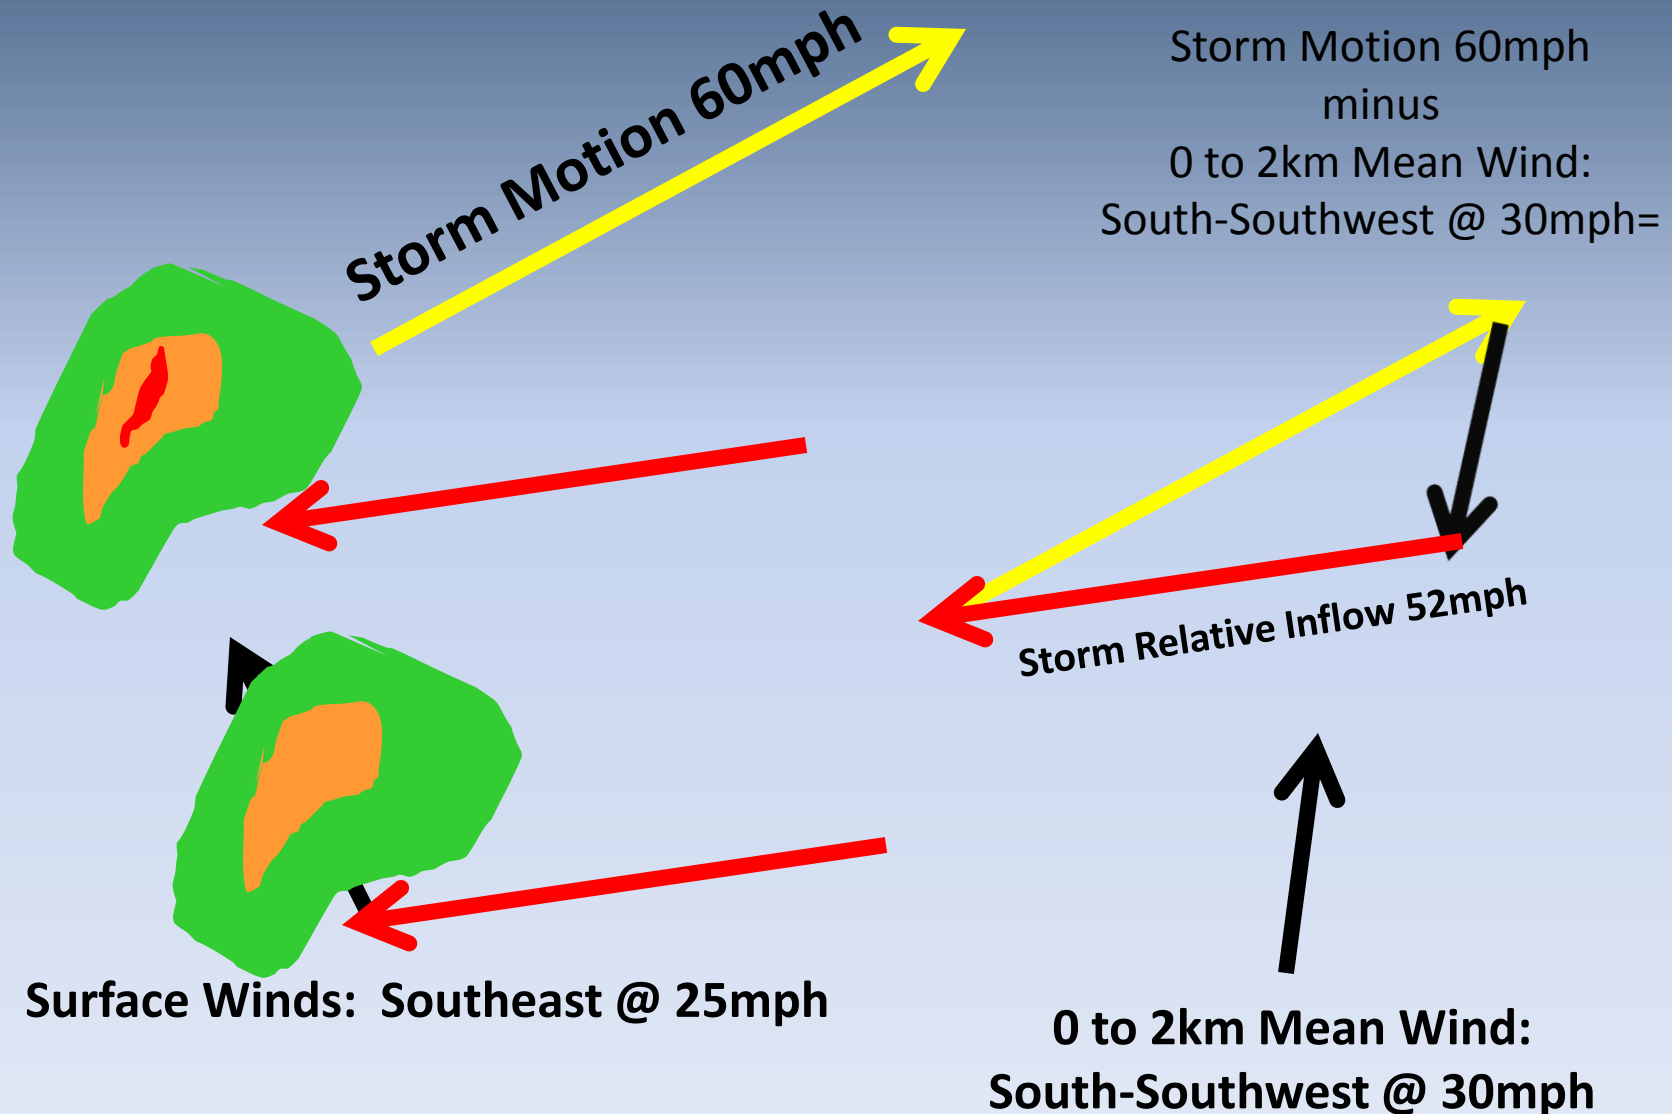 Storm Motion 60mph
Storm Motion 60mph
minus
0 to 2km Mean Wind:
South-Southwest @ 30mph=
Storm Relative Inflow 52mph
Surface Winds:  Southeast @ 25mph
0 to 2km Mean Wind:
South-Southwest @ 30mph